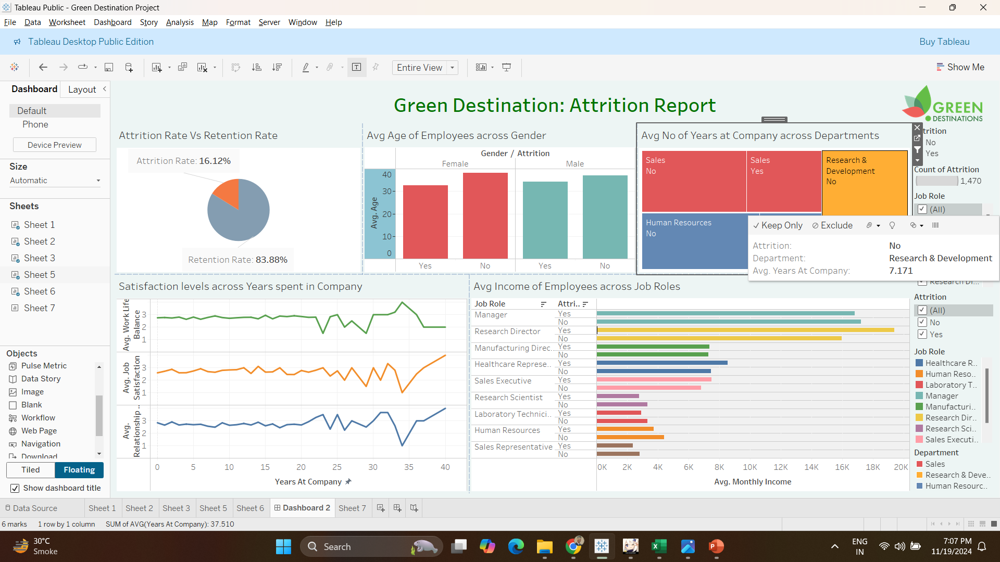 Tableau Public - Green Destination Project
File Data Worksheet Dashboard Story Analysis Map Format Server Window Help
Tableau Desktop Public Edition
Buy Tableau
Entire View
Show Me
Dashboard
Layout
Default
Phone
Device Preview
Size
Automatic
Sheets
Sheet 1
Sheet 2
Sheet 3
Sheet 5
Sheet 6
Sheet 7
Objects
Pulse Metric
Data Story
Image
Blank
Workflow
Web Page
Navigation
Download
Tiled
Floating
Show dashboard title
Green Destination: Attrition Report
GREEN
DESTINATIONS
Attrition Rate Vs Retention Rate
Attrition Rate: 16.12%
Retention Rate: 83.88%
Avg Age of Employees across Gender
Gender / Attrition
Female
Male
Avg. Age
40
30
20
10
0
Yes
No
Yes
No
Avg No of Years at Company across Departments
Sales
No
Sales
Yes
Research &
Development
No
Human Resources
No
Keep Only
Exclude
Attrition: No
Department: Research & Development
Avg. Years At Company: 7.171
ttrition
No
Yes
Count of Attrition
1,470
Job Role
(All)
Research Di...
Attrition
(All)
No
Yes
Job Role
Healthcare R..
Human Reso..
Laboratory T..
Manager
Manufacturi..
Research Dir..
Research Sci..
Sales Executi..
Department
Sales
Research & Deve..
Human Resourc..
Satisfaction levels across Years spent in Company
Avg. Work Life
Balance
3
2
1
Avg. Job
Satisfaction
3
2
1
Avg.
Relationship ..
3
2
1
0 5 10 15 20 25 30 35 40
Years At Company
Avg Income of Employees across Job Roles
Job Role
Attri..
Manager Yes
No
Research Director Yes
No
Manufacturing Direc.. Yes
No
Healthcare Represe.. Yes
No
Sales Executive Yes
No
Research Scientist Yes
No
Laboratory Technici.. Yes
No
Human Resources Yes
No
Sales Representative Yes
No
0K 2K 4K 6K 8K 10K 12K 14K 16K 18K 20K
Avg. Monthly Income
Data Source
Sheet 1
Sheet 2
Sheet 3
Sheet 5
Sheet 6
Dashboard 2
Sheet 7
6 marks
1 row by 1 column
SUM of AVG(Years At Company): 37.510
30°C
Smoke
Search
ENG
IN
7:07 PM
11/19/2024